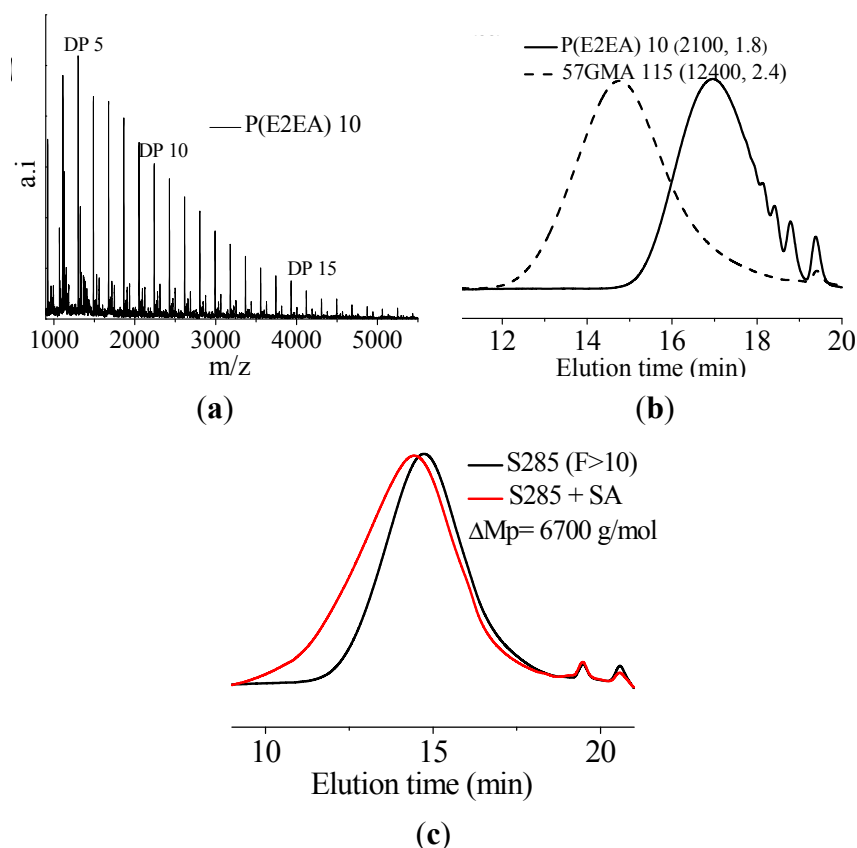 DP 5
P(E2EA) 10
DP 10
DP 15
a.i
1000 2000 3000 4000 5000
m/z
(a)
P(E2EA) 10 (2100, 1.8)
57GMA 115 (12400, 2.4)
12 14 16 18 20
Elution time (min)
(b)
S285 (F>10)
S285 + SA
ΔMp= 6700 g/mol
10 15 20
Elution time (min)
(c)